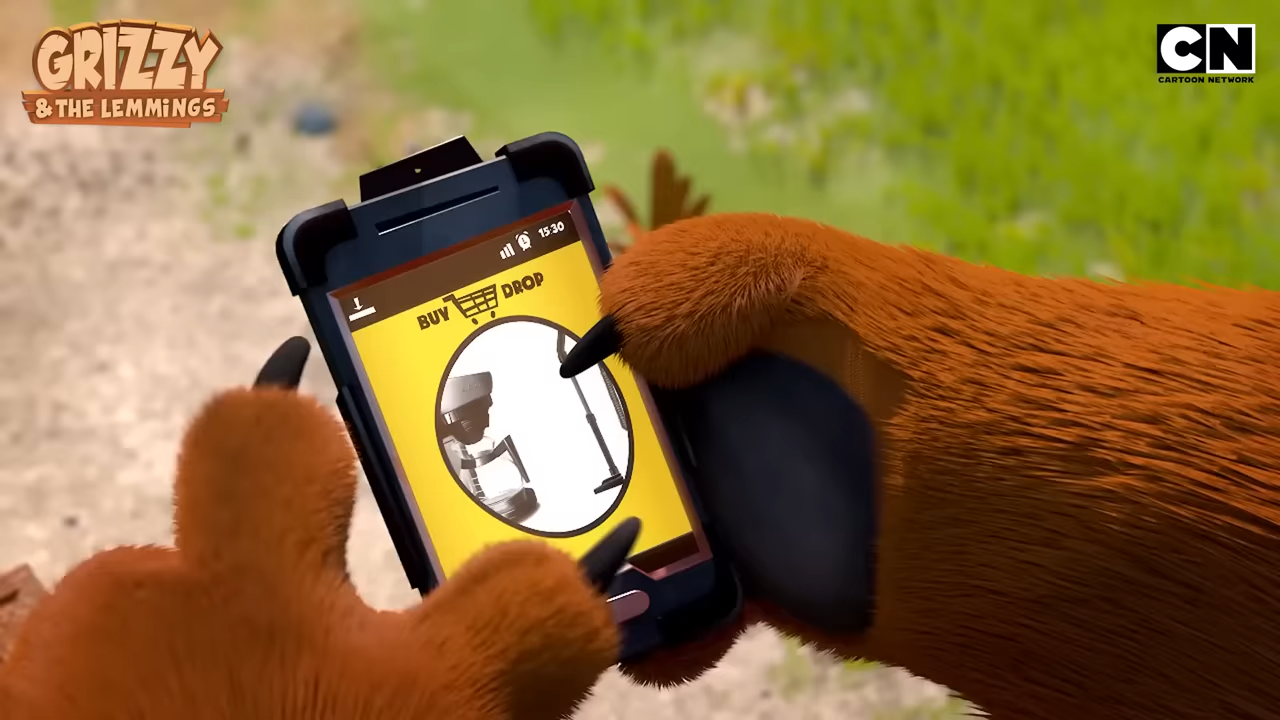 GRIZZY
& THE LEMMINGS
CN
CARTOON NETWORK
15:30
BUY DROP